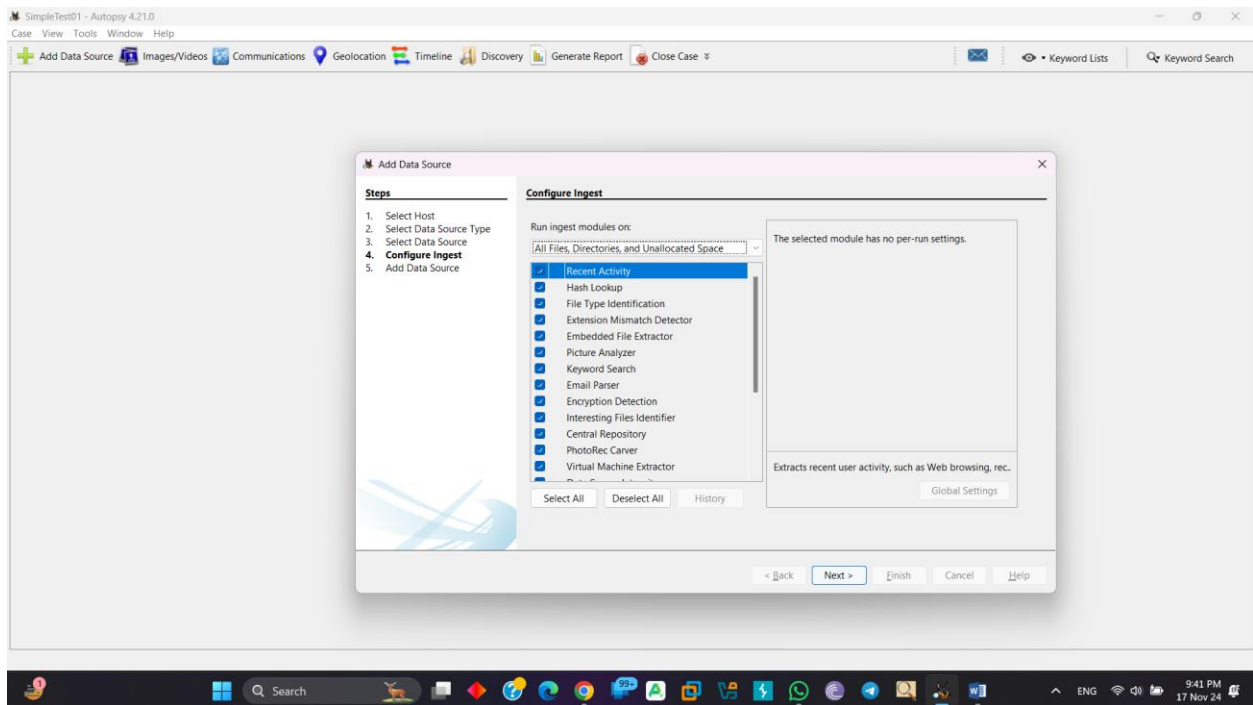 SimpleTest01 - Autopsy 4.21.0
Case View Tools Window Help
Add Data Source Images/Videos Communications Geolocation Timeline Discovery Generate Report Close Case Keyword Lists Keyword Search
Add Data Source
Steps
1. Select Host
2. Select Data Source Type
3. Select Data Source
4. Configure Ingest
5. Add Data Source
Configure Ingest
Run ingest modules on:
All Files, Directories, and Unallocated Space
Recent Activity
Hash Lookup
File Type Identification
Extension Mismatch Detector
Embedded File Extractor
Picture Analyzer
Keyword Search
Email Parser
Encryption Detection
Interesting Files Identifier
Central Repository
PhotoRec Carver
Virtual Machine Extractor
Select All Deselect All History
The selected module has no per-run settings.
Extracts recent user activity, such as Web browsing, rec..
Global Settings
< Back Next > Finish Cancel Help
1
Search
99+
ENG
9:41 PM
17 Nov 24